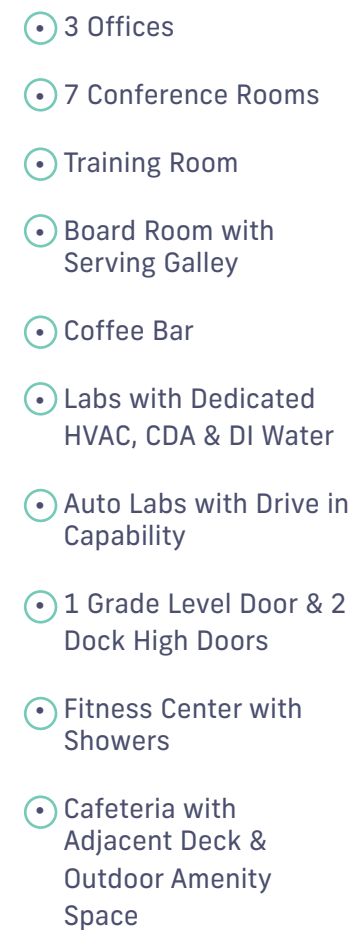 3 Offices
7 Conference Rooms
Training Room
Board Room with
Serving Galley
Coffee Bar
Labs with Dedicated
HVAC, CDA & DI Water
Auto Labs with Drive in
Capability
1 Grade Level Door & 2
Dock High Doors
Fitness Center with
Showers
Cafeteria with
Adjacent Deck &
Outdoor Amenity
Space